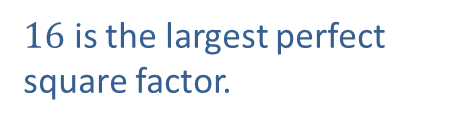 16 is the largest perfect
square factor.